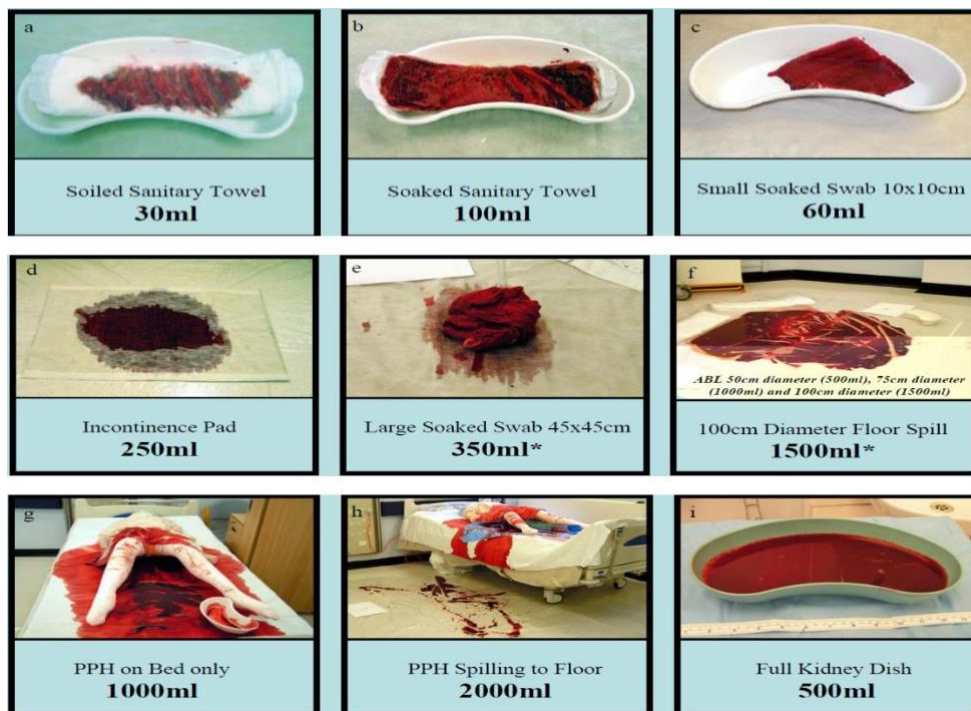 a
Soiled Sanitary Towel
30ml
b
Soaked Sanitary Towel
100ml
c
Small Soaked Swab 10x10cm
60ml
d
Incontinence Pad
250ml
e
Large Soaked Swab 45x45cm
350ml*
f
ABL 50cm diameter (500ml), 75cm diameter
(1000ml) and 100cm diameter (1500ml)
100cm Diameter Floor Spill
1500ml*
g
PPH on Bed only
1000ml
h
PPH Spilling to Floor
2000ml
i
Full Kidney Dish
500ml